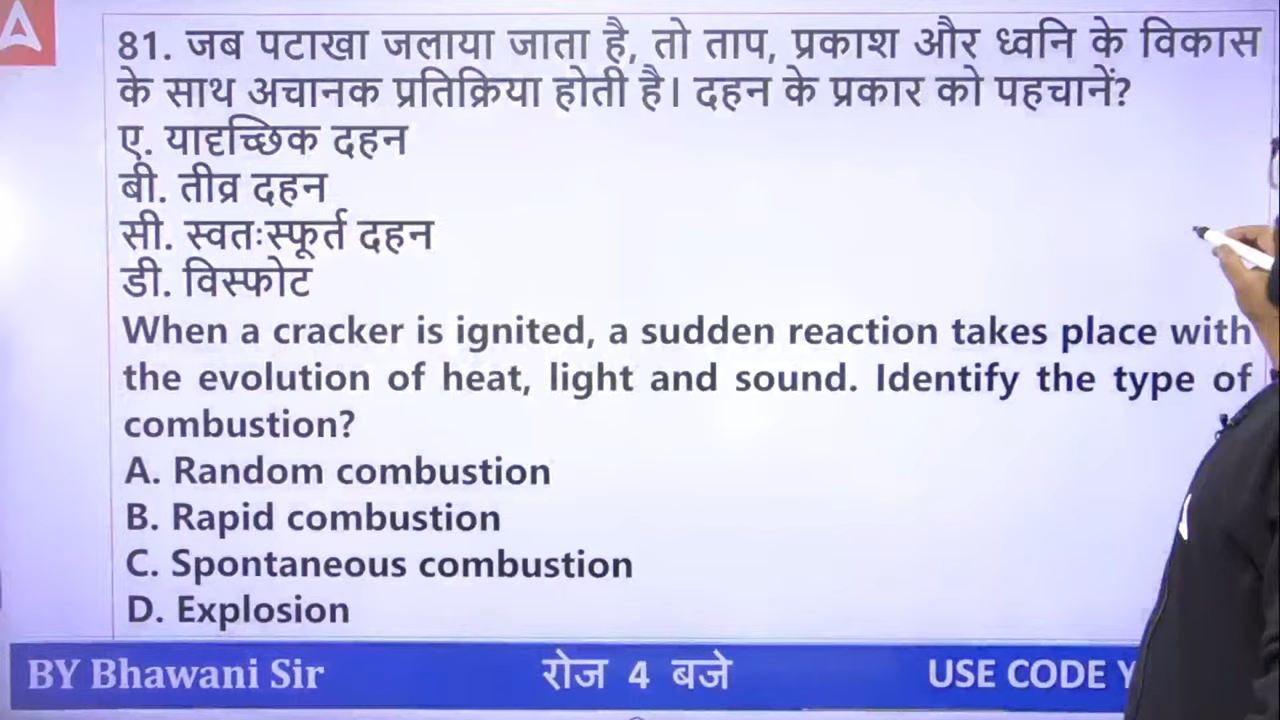 81. जब पटाखा जलाया जाता है, तो ताप, प्रकाश और ध्वनि के विकास
के साथ अचानक प्रतिक्रिया होती है। दहन के प्रकार को पहचानें?
ए. यादृच्छिक दहन
बी. तीव्र दहन
सी. स्वतःस्फूर्त दहन
डी. विस्फोट
When a cracker is ignited, a sudden reaction takes place with
the evolution of heat, light and sound. Identify the type of
combustion?
A. Random combustion
B. Rapid combustion
C. Spontaneous combustion
D. Explosion
BY Bhawani Sir रोज 4 बजे USE CODE Y